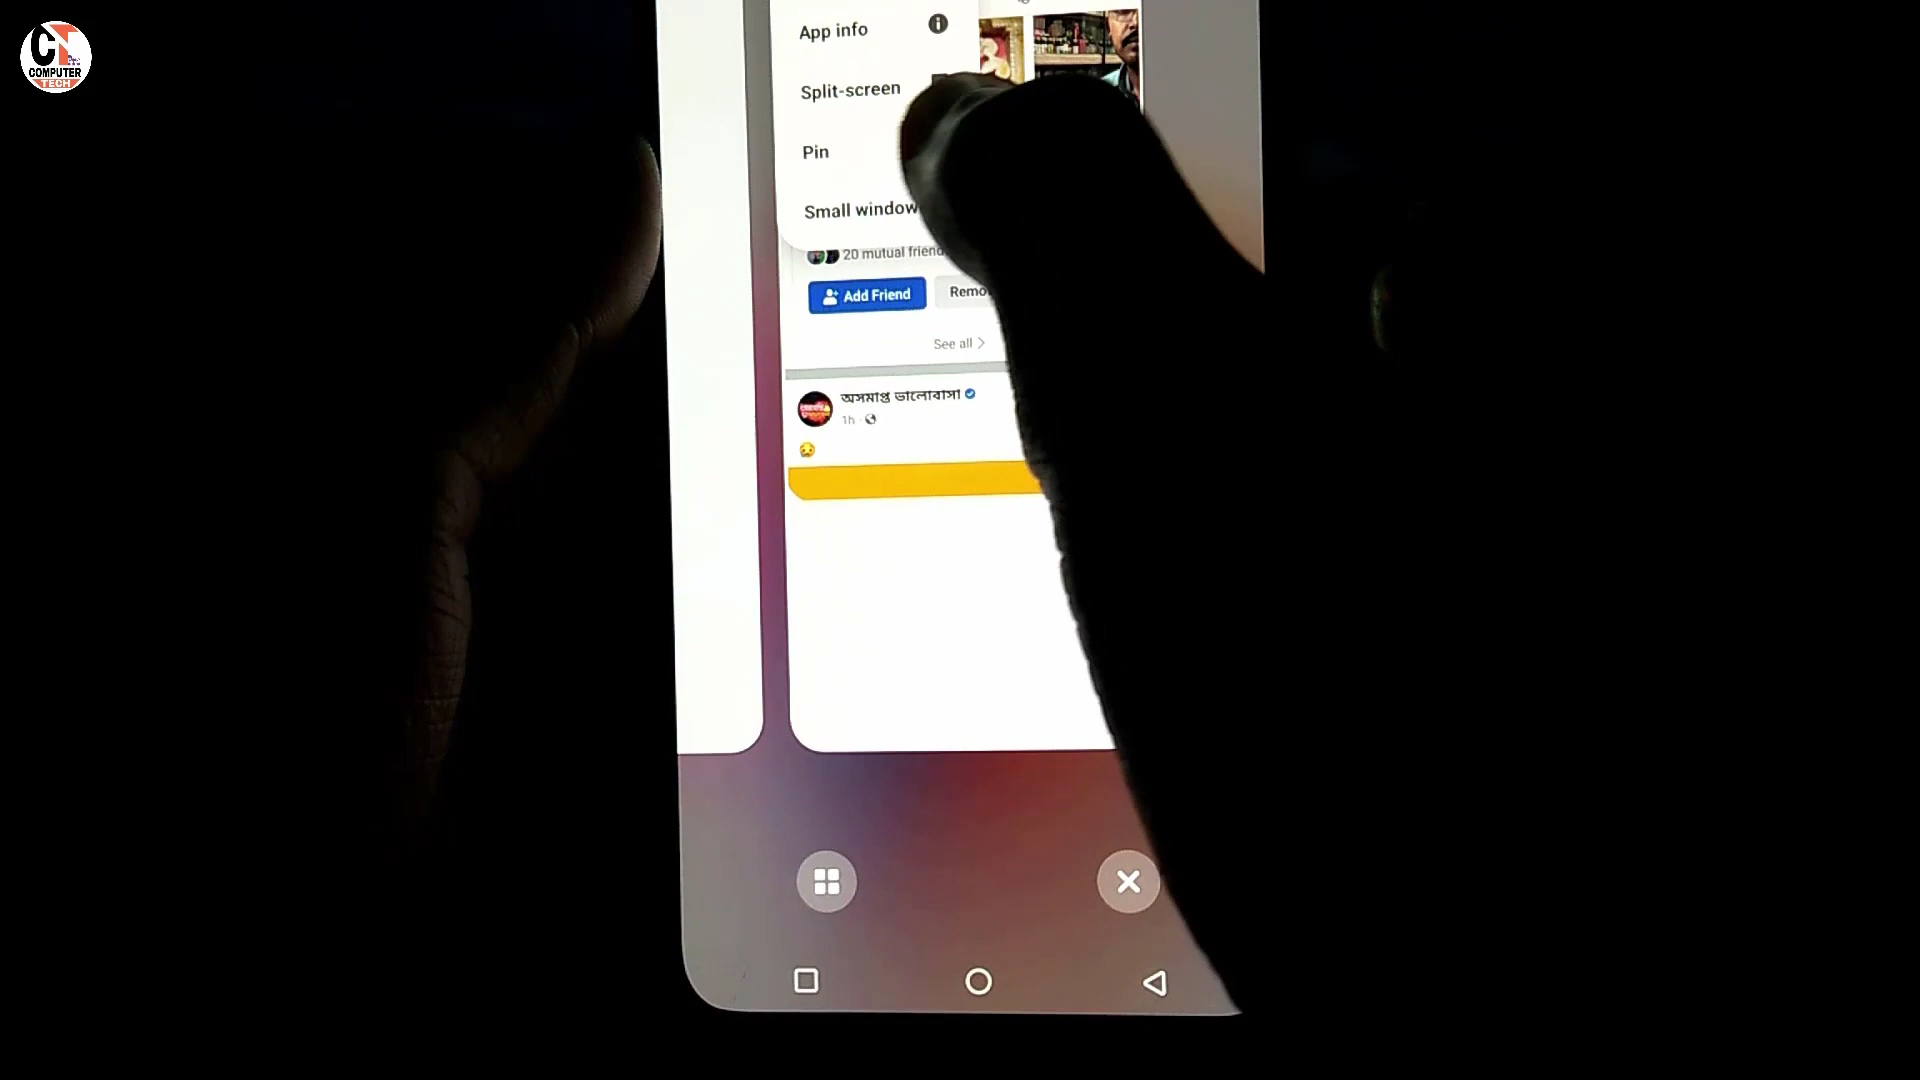 CT
COMPUTER
TECH
App info
Split-screen
Pin
Small window
20 mutual friend
Add Friend
Remo
See all
অসমাপ্ত ভালোবাসা
1h